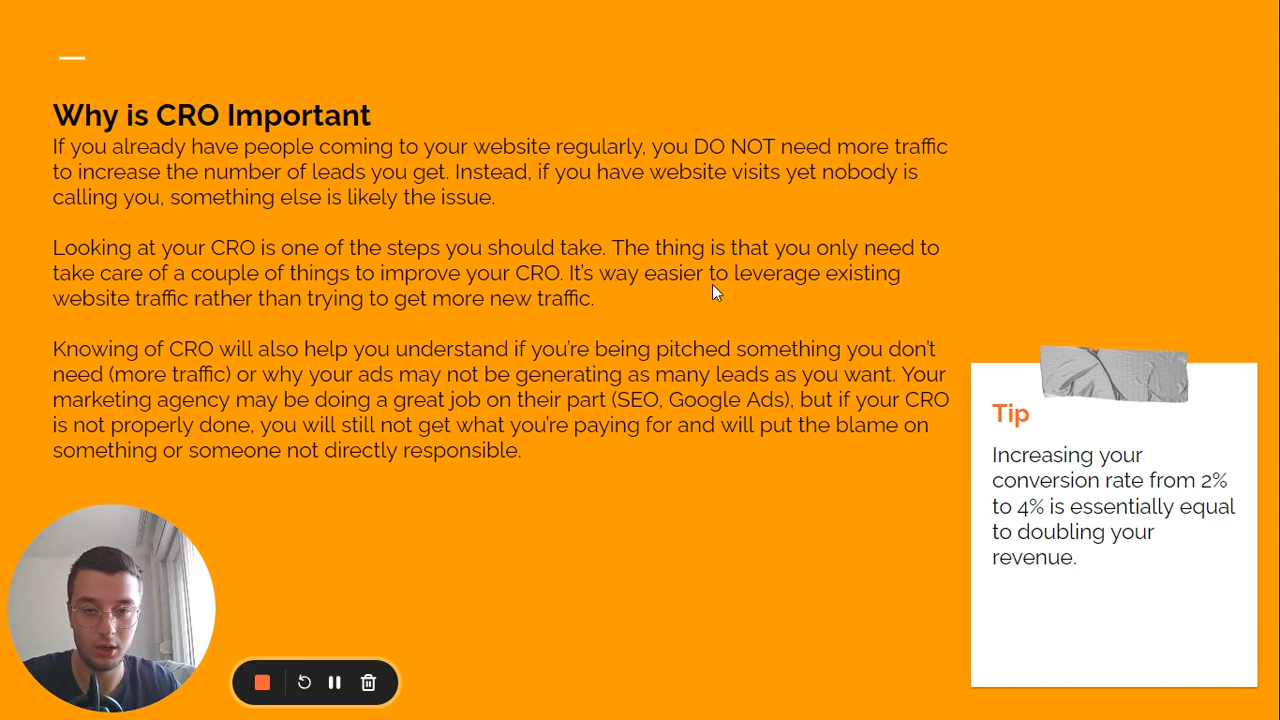 Why is CRO Important
If you already have people coming to your website regularly, you DO NOT need more traffic
to increase the number of leads you get. Instead, if you have website visits yet nobody is
calling you, something else is likely the issue.
Looking at your CRO is one of the steps you should take. The thing is that you only need to
take care of a couple of things to improve your CRO. It's way easier to leverage existing
website traffic rather than trying to get more new traffic.
Knowing of CRO will also help you understand if you're being pitched something you don't
need (more traffic) or why your ads may not be generating as many leads as you want. Your
marketing agency may be doing a great job on their part (SEO, Google Ads), but if your CRO
is not properly done, you will still not get what you're paying for and will put the blame on
something or someone not directly responsible.
Tip
Increasing your
conversion rate from 2%
to 4% is essentially equal
to doubling your
revenue.